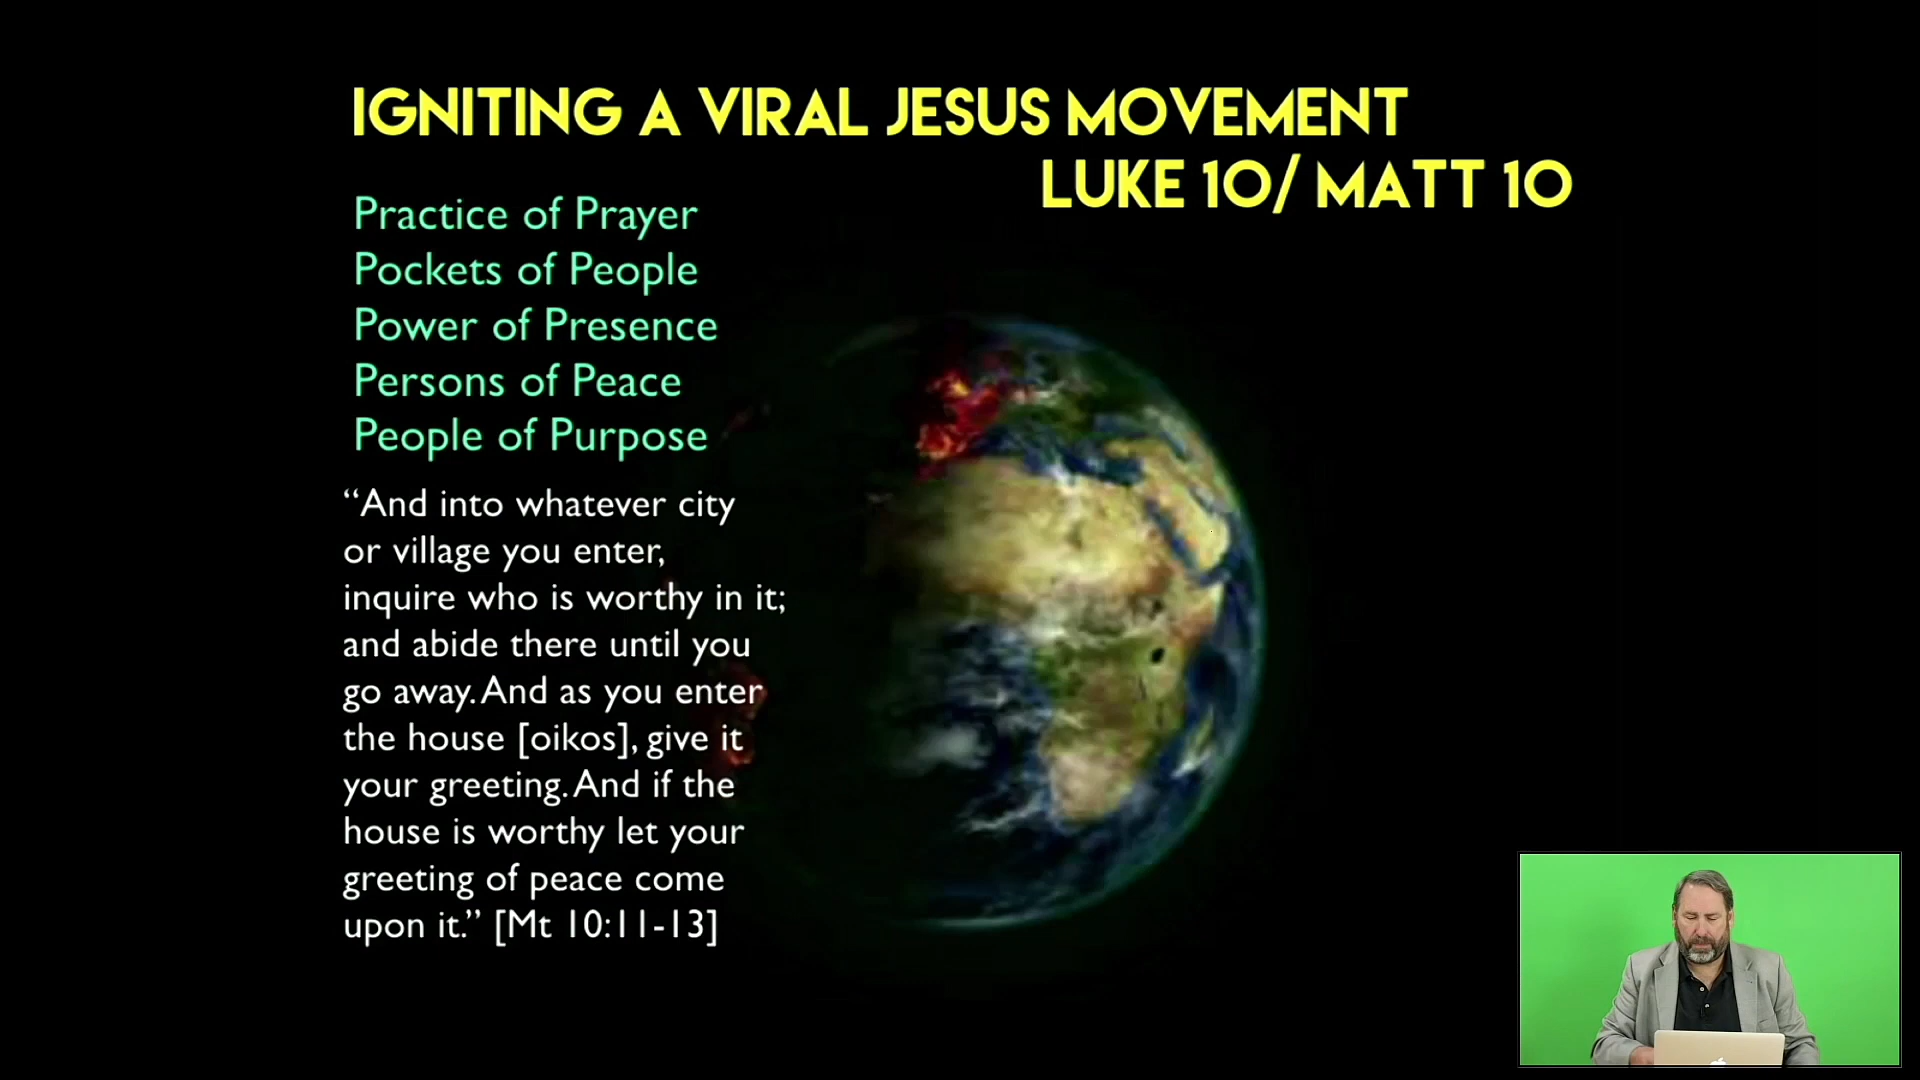 IGNITING A VIRAL JESUS MOVEMENT
LUKE 10/ MATT 10
Practice of Prayer
Pockets of People
Power of Presence
Persons of Peace
People of Purpose
“And into whatever city
or village you enter,
inquire who is worthy in it;
and abide there until you
go away. And as you enter
the house [oikos], give it
your greeting. And if the
house is worthy let your
greeting of peace come
upon it.” [Mt 10:11-13]